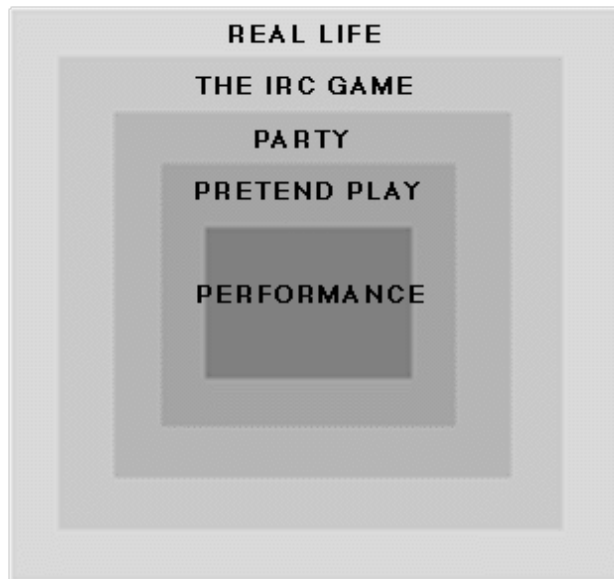 REAL LIFE
THE IRC GAME
PARTY
PRETEND PLAY
PERFORMANCE